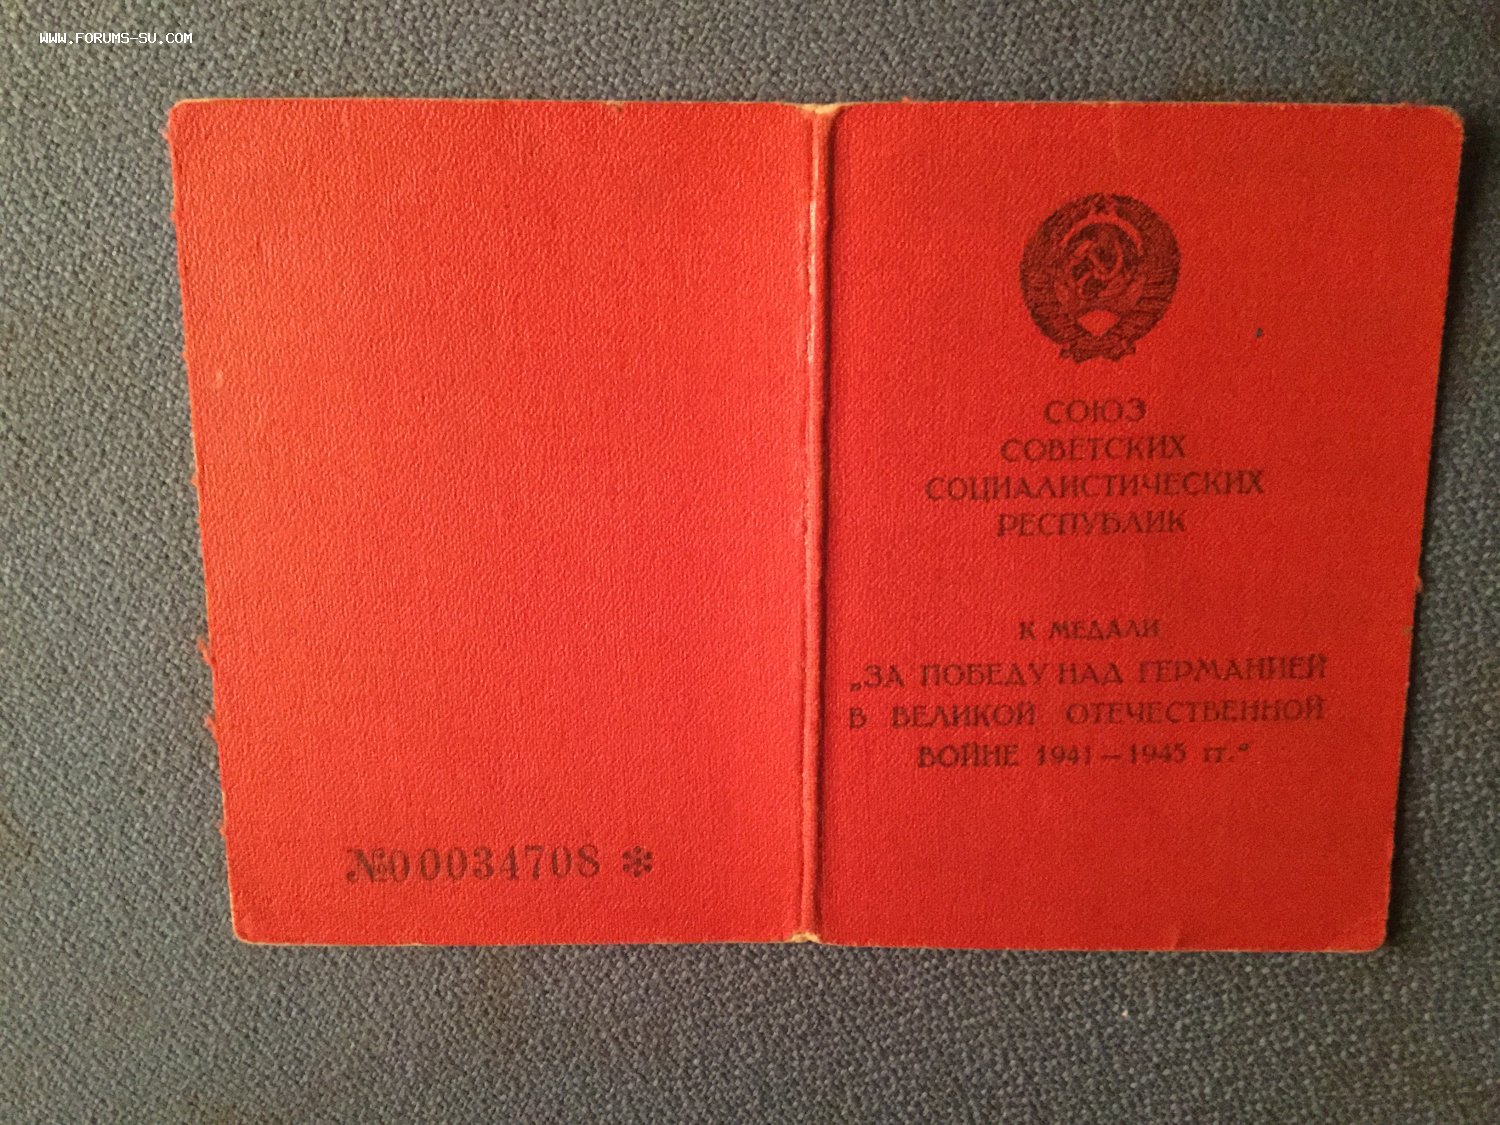 WWW.FORUMS-SU.COM
СОЮЗ
СОВЕТСКИХ
СОЦИАЛИСТИЧЕСКИХ
РЕСПУБЛИК
К МЕДАЛИ
„ЗА ПОБЕДУ НАД ГЕРМАНИЕЙ
В ВЕЛИКОЙ ОТЕЧЕСТВЕННОЙ
ВОЙНЕ 1941—1945 гг.“
№0034708 *